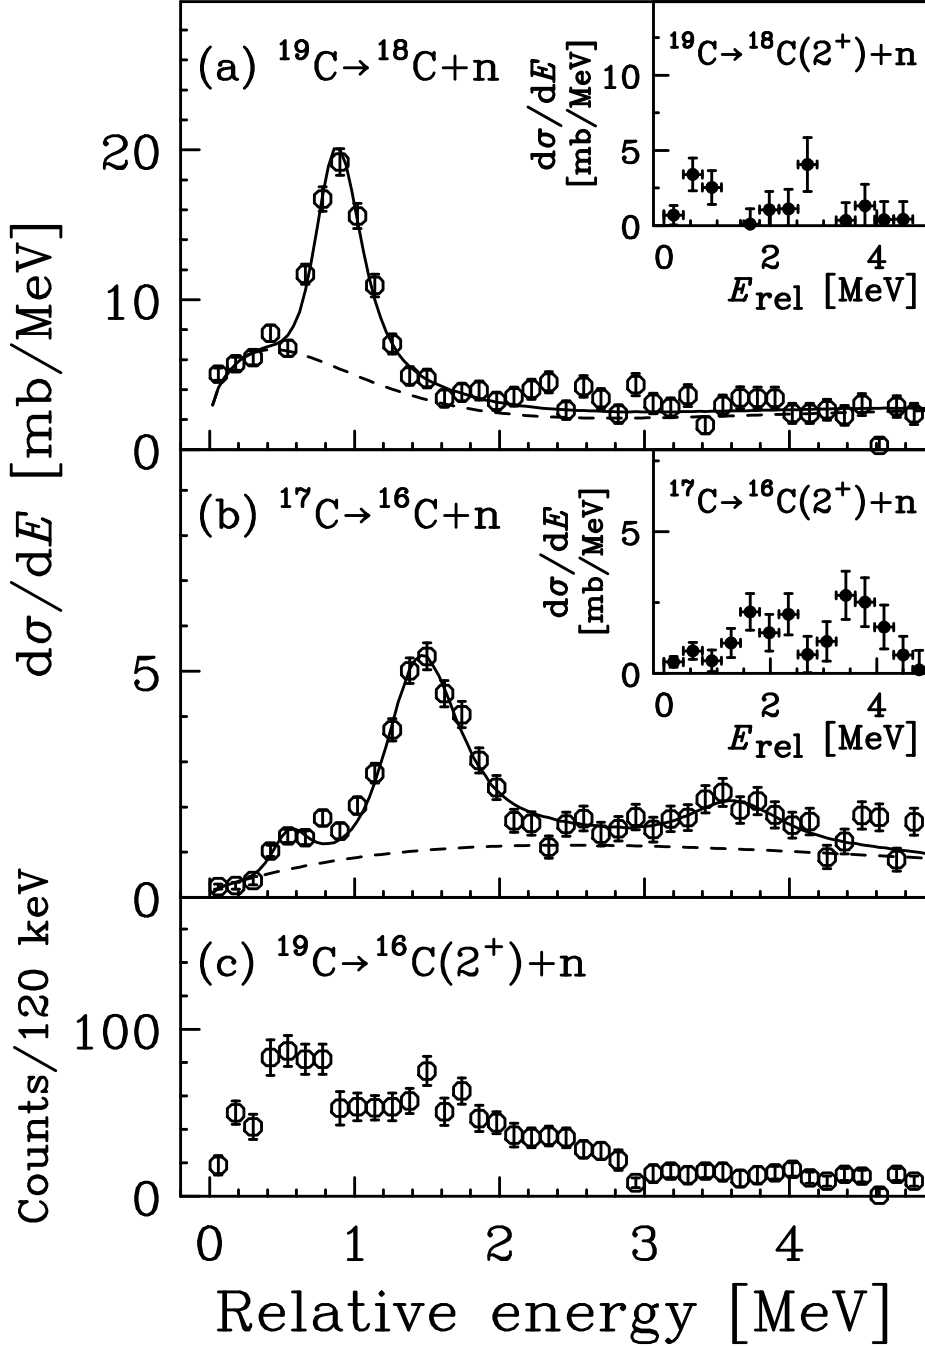 (a) ¹⁹C→¹⁸C+n
¹⁹C→¹⁸C(2⁺)+n
dσ/dE
[mb/MeV]
10
5
0
0 2 4
E_rel [MeV]
20
10
0
dσ/dE [mb/MeV]
(b) ¹⁷C→¹⁶C+n
¹⁷C→¹⁶C(2⁺)+n
dσ/dE
[mb/MeV]
5
0
0 2 4
E_rel [MeV]
5
0
(c) ¹⁹C→¹⁶C(2⁺)+n
Counts/120 keV
100
0
0 1 2 3 4
Relative energy [MeV]